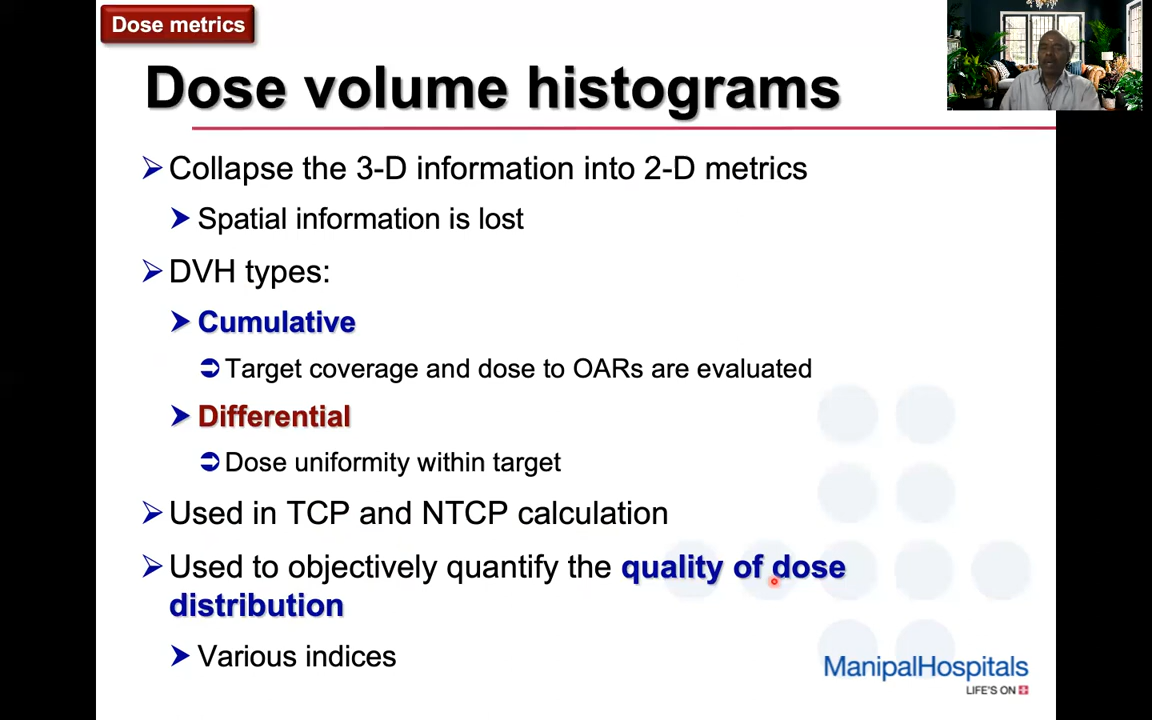 Dose metrics
Dose volume histograms
Collapse the 3-D information into 2-D metrics
Spatial information is lost
DVH types:
Cumulative
Target coverage and dose to OARs are evaluated
Differential
Dose uniformity within target
Used in TCP and NTCP calculation
Used to objectively quantify the quality of dose
distribution
Various indices
ManipalHospitals
LIFE'S ON